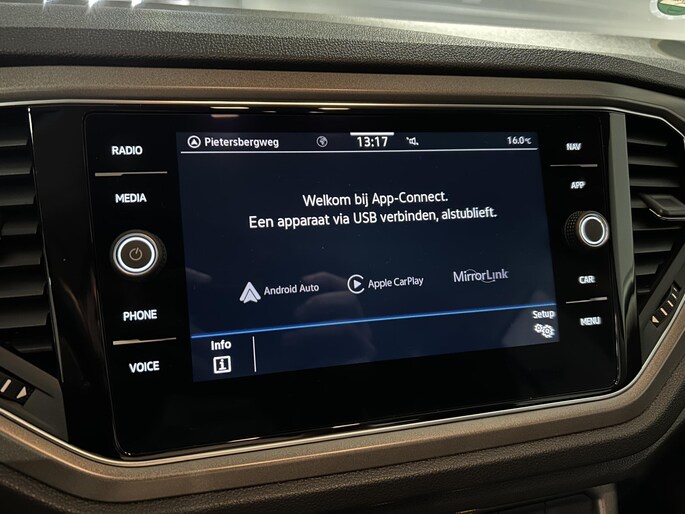 RADIO
MEDIA
PHONE
VOICE
Pietersbergweg
13:17
16.0°C
Welkom bij App-Connect.
Een apparaat via USB verbinden, alstublieft.
Android Auto
Apple CarPlay
MirrorLink
Info
Setup
NAV
APP
CAR
MENU